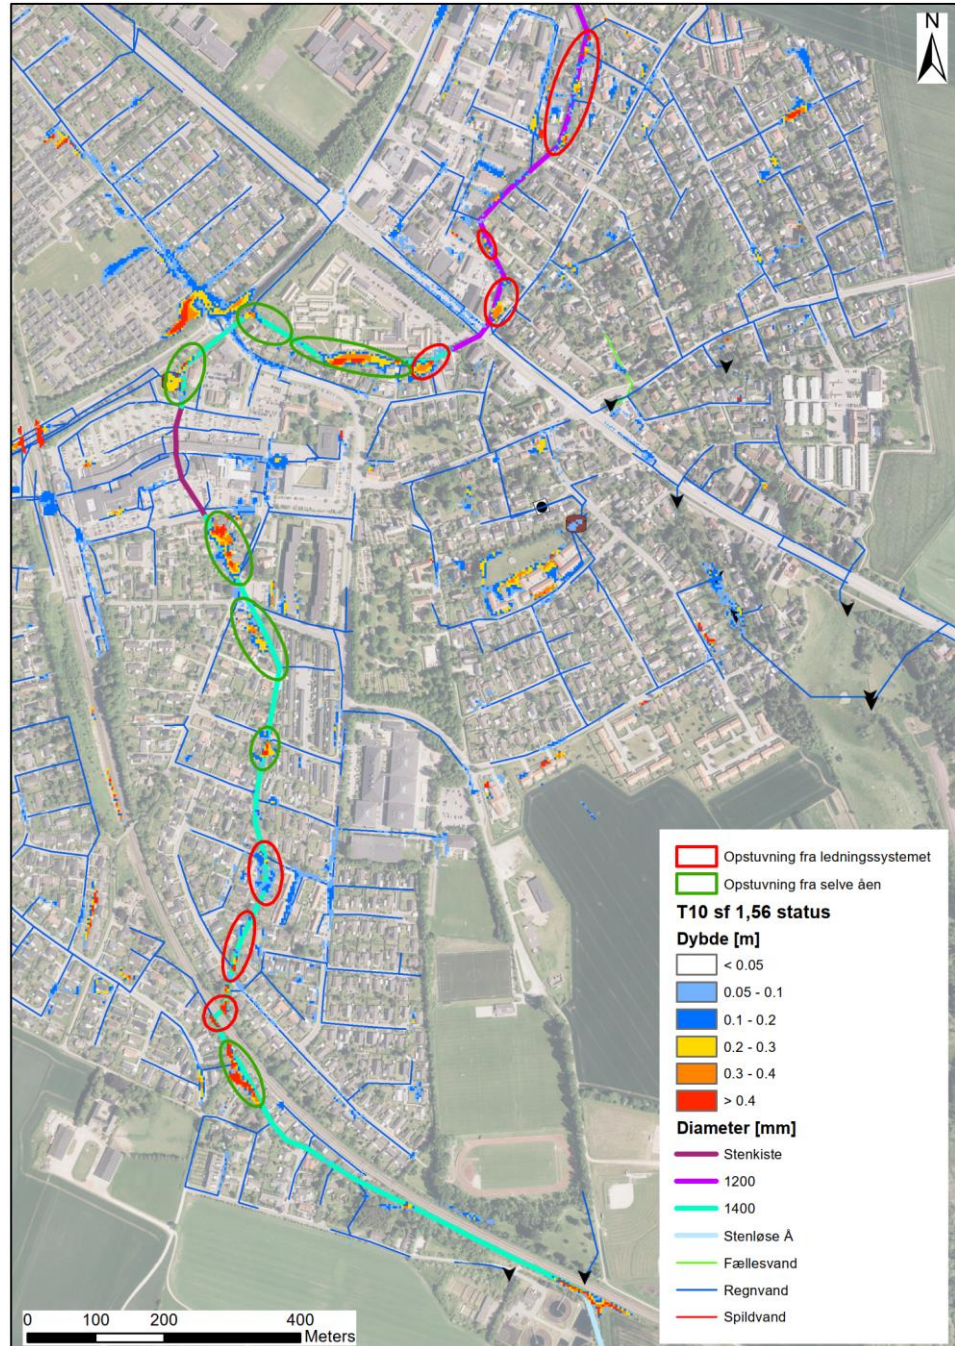 N
Opstuvning fra ledningssystemet
Opstuvning fra selve åen
T10 sf 1,56 status
Dybde [m]
< 0.05
0.05 - 0.1
0.1 - 0.2
0.2 - 0.3
0.3 - 0.4
> 0.4
Diameter [mm]
Stenkiste
1200
1400
Stenløse Å
Fællesvand
Regnvand
Spildvand
0 100 200 400
Meters